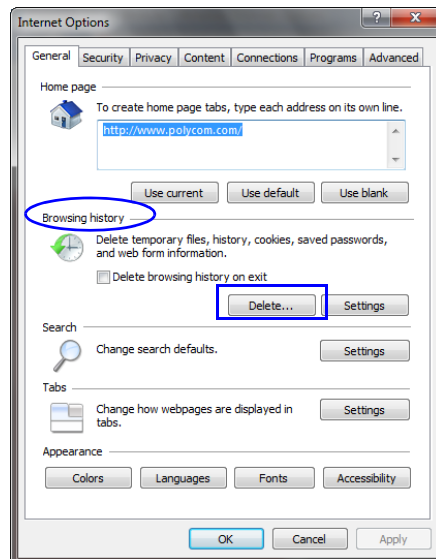 Internet Options
?
General Security Privacy Content Connections Programs Advanced
Home page
To create home page tabs, type each address on its own line.
http://www.polycom.com/
Use current Use default Use blank
Browsing history
Delete temporary files, history, cookies, saved passwords,
and web form information.
Delete browsing history on exit
Delete... Settings
Search
Change search defaults. Settings
Tabs
Change how webpages are displayed in
tabs.
Settings
Appearance
Colors Languages Fonts Accessibility
OK Cancel Apply